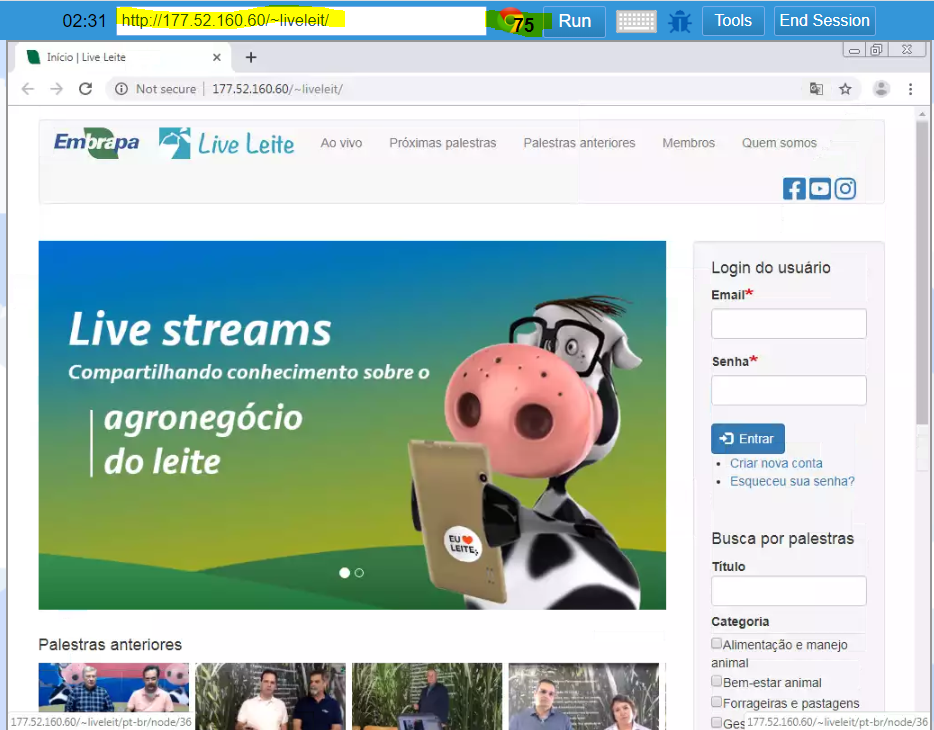 02:31 http://177.52.160.60/~liveleit/ 75 Run Tools End Session
Início | Live Leite
Not secure 177.52.160.60/~liveleit/
Embrapa Live Leite Ao vivo Próximas palestras Palestras anteriores Membros Quem somos
Live streams
Compartilhando conhecimento sobre o
agronegócio
do leite
EU
LEITE
Login do usuário
Email*
Senha*
Entrar
Criar nova conta
Esqueceu sua senha?
Busca por palestras
Título
Categoria
Alimentação e manejo
animal
Bem-estar animal
Forrageiras e pastagens
Ges
Palestras anteriores
177.52.160.60/~liveleit/pt-br/node/36
177.52.160.60/~liveleit/pt-br/node/36